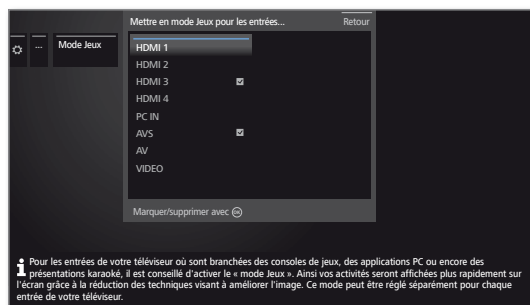 Mettre en mode Jeux pour les entrées... Retour
... Mode Jeux
HDMI 1
HDMI 2
HDMI 3
HDMI 4
PC IN
AVS
AV
VIDEO
Marquer/supprimer avec OK
Pour les entrées de votre téléviseur où sont branchées des consoles de jeux, des applications PC ou encore des
présentations karaoké, il est conseillé d'activer le « mode Jeux ». Ainsi vos activités seront affichées plus rapidement sur
l'écran grâce à la réduction des techniques visant à améliorer l'image. Ce mode peut être réglé séparément pour chaque
entrée de votre téléviseur.